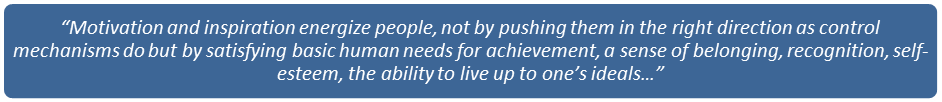 “Motivation and inspiration energize people, not by pushing them in the right direction as control
mechanisms do but by satisfying basic human needs for achievement, a sense of belonging, recognition, self-
esteem, the ability to live up to one’s ideals…”